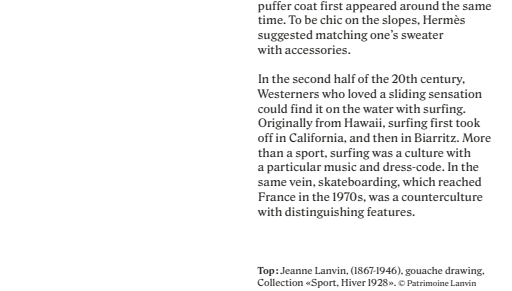 puffer coat first appeared around the same
time. To be chic on the slopes, Hermès
suggested matching one's sweater
with accessories.
In the second half of the 20th century,
Westerners who loved a sliding sensation
could find it on the water with surfing.
Originally from Hawaii, surfing first took
off in California, and then in Biarritz. More
than a sport, surfing was a culture with
a particular music and dress-code. In the
same vein, skateboarding, which reached
France in the 1970s, was a counterculture
with distinguishing features.
Top: Jeanne Lanvin, (1867-1946), gouache drawing,
Collection «Sport, Hiver 1928». © Patrimoine Lanvin